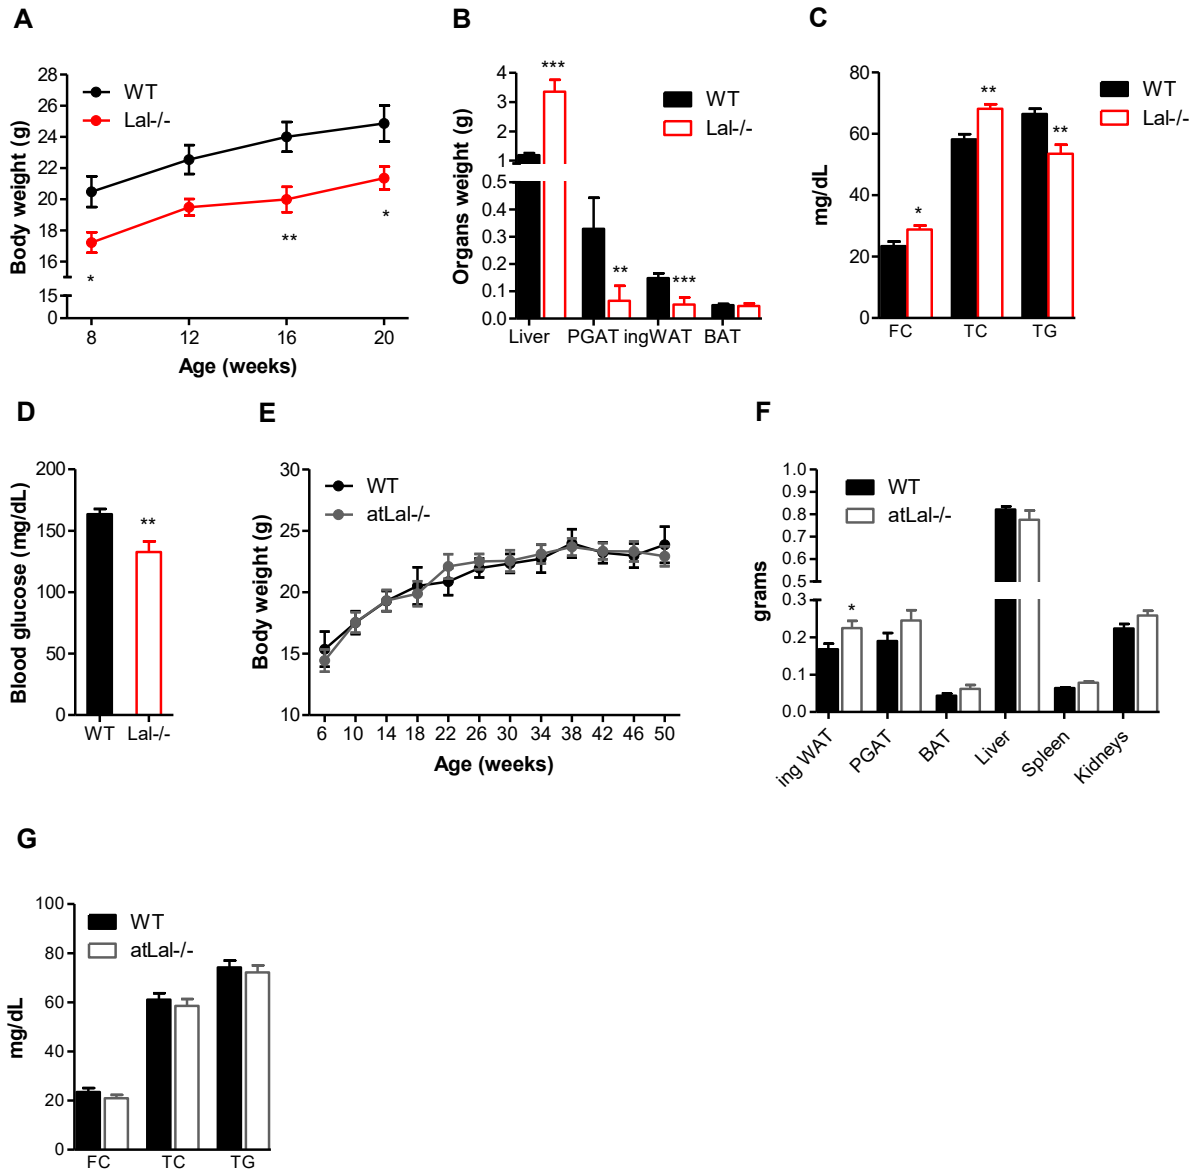 A
Body weight (g)
28
26
24
22
20
18
16
15
0
WT
Lal-/-
*
**
*
8 12 16 20
Age (weeks)
B
Organs weight (g)
4
3
2
1
0.5
0.4
0.3
0.2
0.1
0.0
***
WT
Lal-/-
**
***
Liver PGAT ingWAT BAT
C
mg/dL
80
60
40
20
0
*
**
**
WT
Lal-/-
FC TC TG
D
Blood glucose (mg/dL)
200
150
100
50
0
**
WT Lal-/-
E
Body weight (g)
30
25
20
15
10
WT
atLal-/-
6 10 14 18 22 26 30 34 38 42 46 50
Age (weeks)
F
grams
1.0
0.9
0.8
0.7
0.6
0.5
0.3
0.2
0.1
0.0
WT
atLal-/-
*
ing WAT
PGAT
BAT
Liver
Spleen
Kidneys
G
mg/dL
100
80
60
40
20
0
WT
atLal-/-
FC TC TG